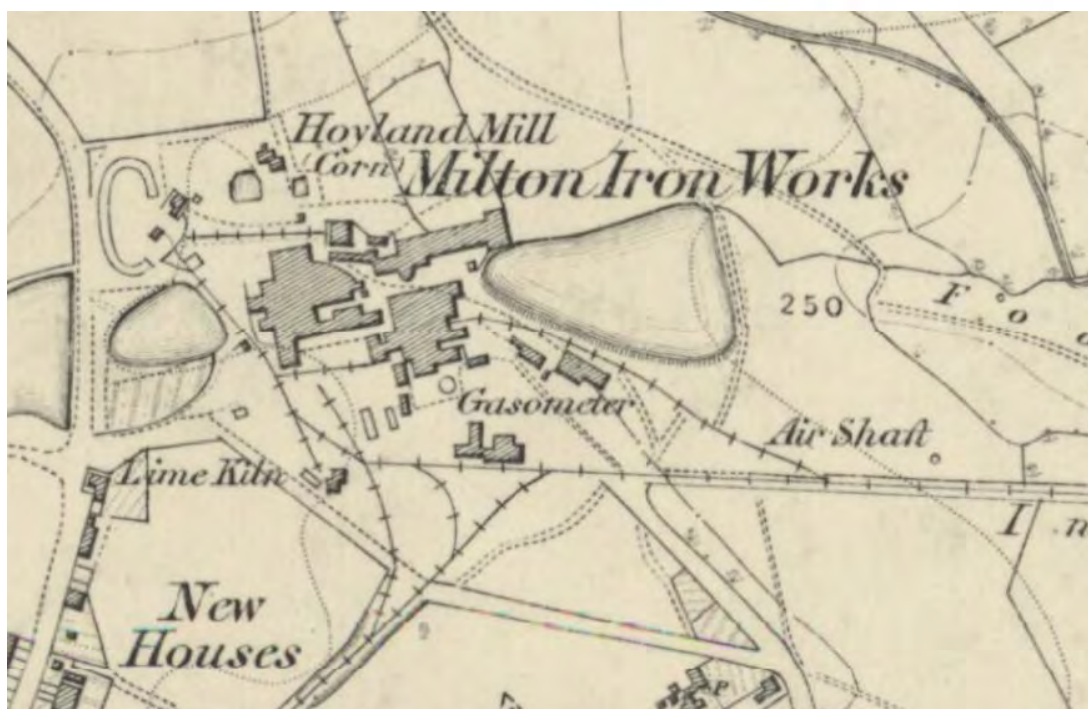 Hoyland Mill
(Corn)
Milton Iron Works
250
F o o
Gasometer
Air Shaft
Lime Kiln
I n
New
Houses
P